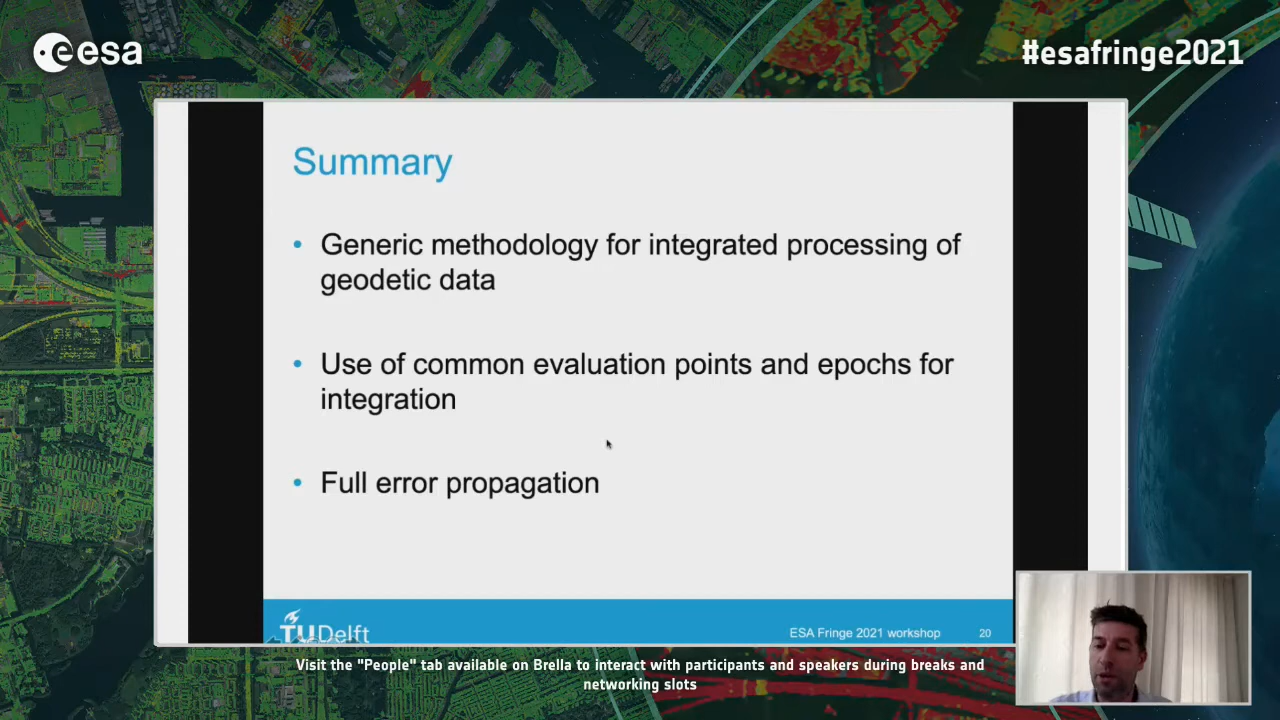 esa
#esafringe2021
Summary
• Generic methodology for integrated processing of
geodetic data
• Use of common evaluation points and epochs for
integration
• Full error propagation
TUDelft
ESA Fringe 2021 workshop
20
Visit the "People" tab available on Brella to interact with participants and speakers during breaks and
networking slots